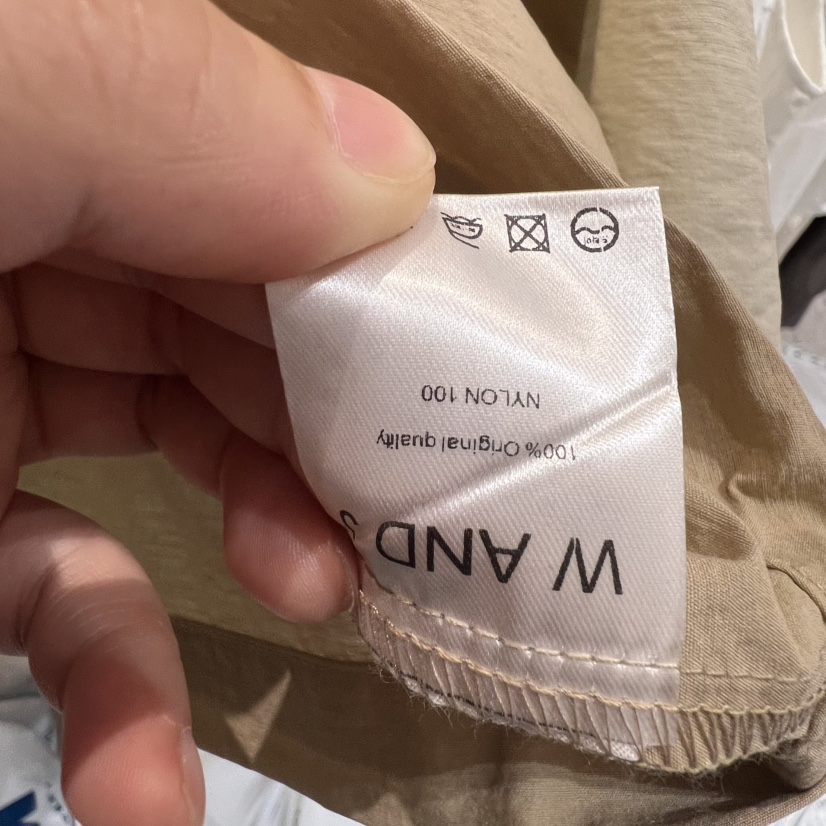 W AND S
100% Original quality
NYLON 100